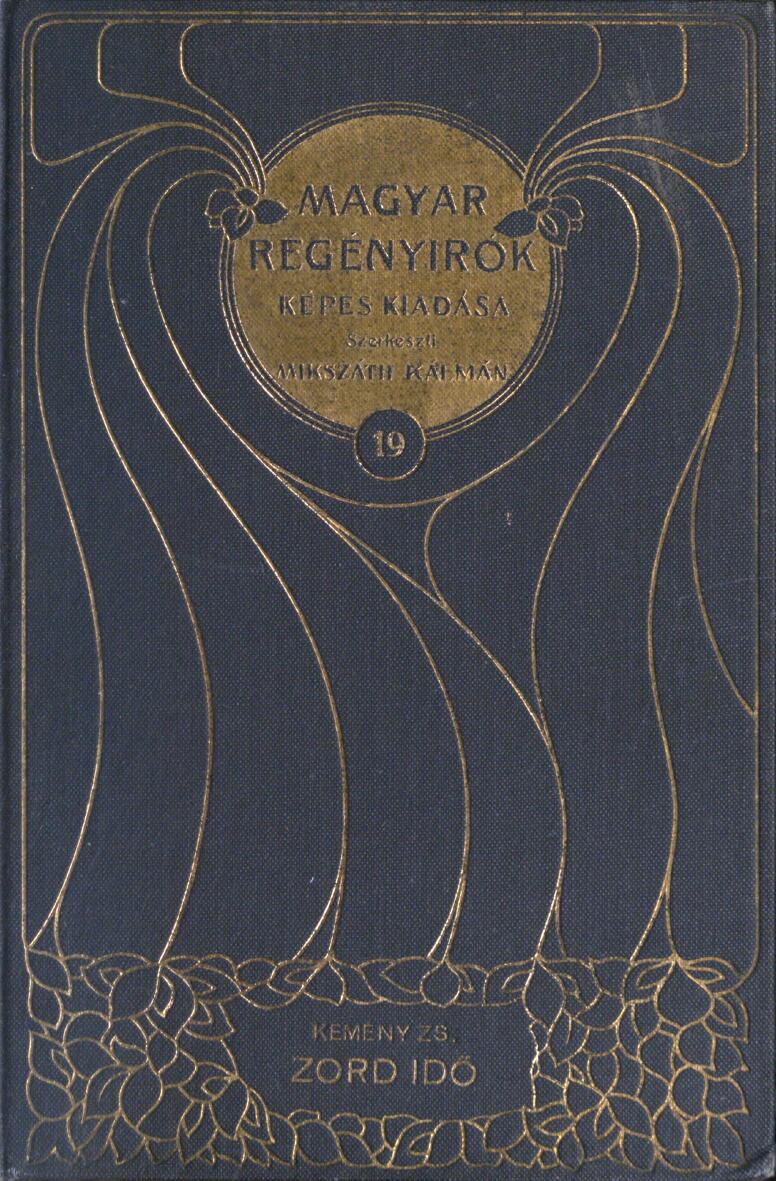 MAGYAR
REGÉNYIRÓK
KÉPES KIADÁSA
Szerkeszti
MIKSZÁTH KÁLMÁN
19
KEMÉNY ZS.
ZORD IDŐ